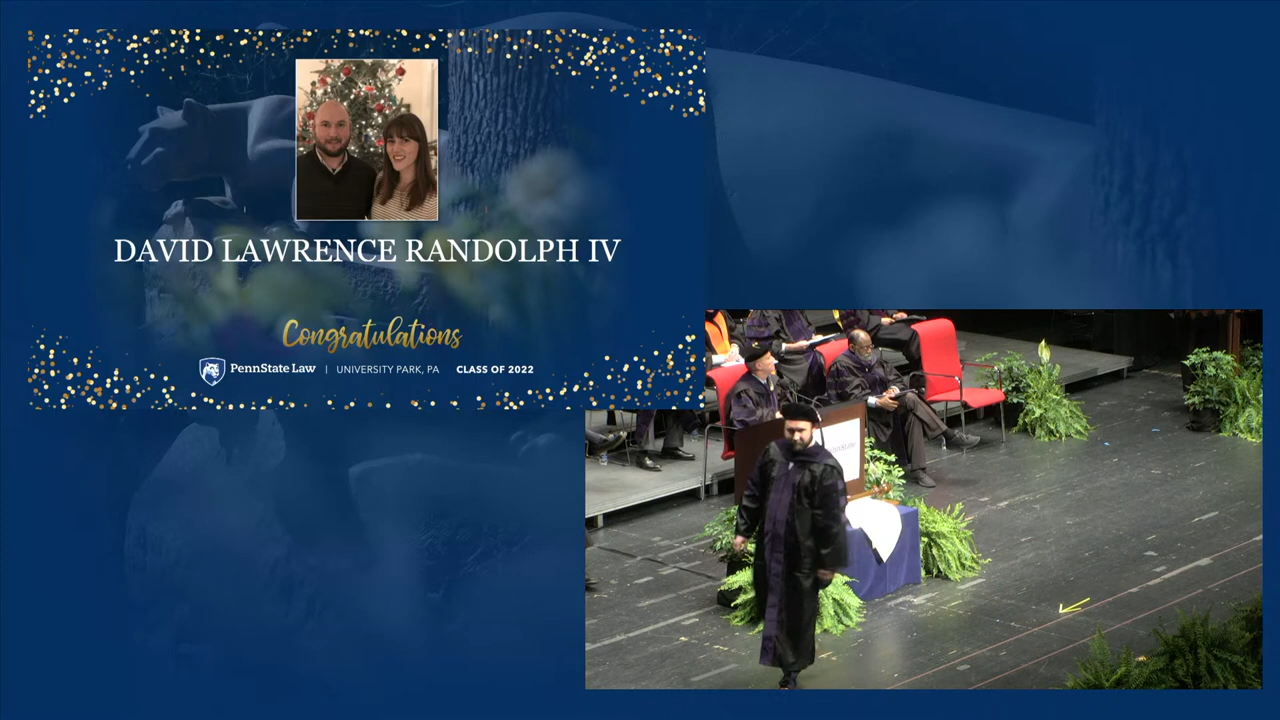 DAVID LAWRENCE RANDOLPH IV
Congratulations
PennState Law | UNIVERSITY PARK, PA CLASS OF 2022